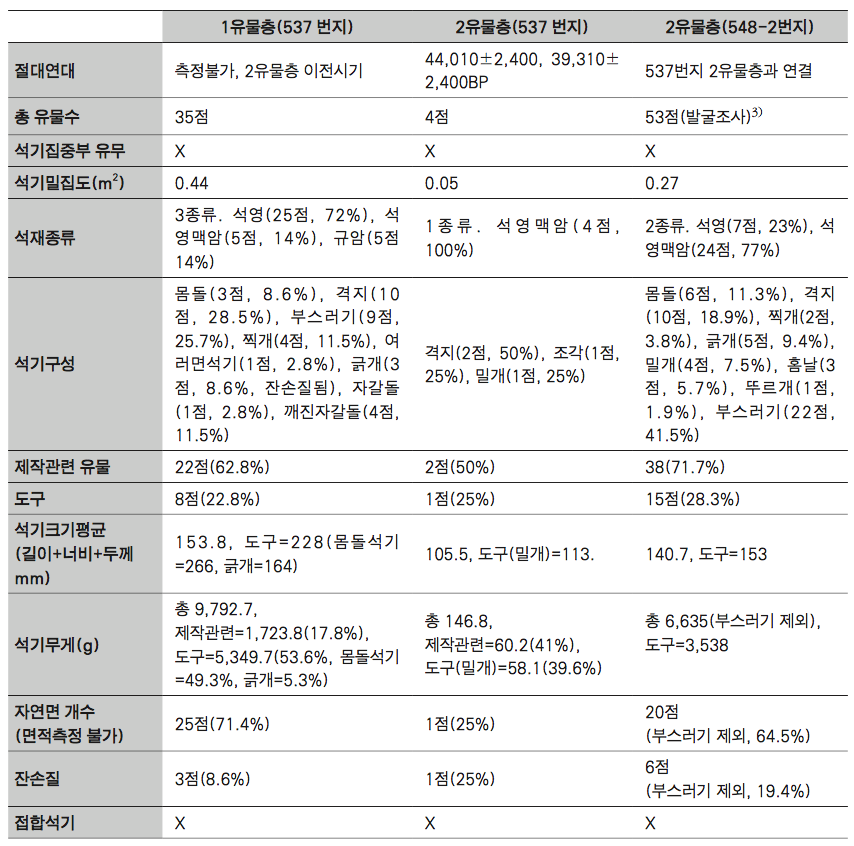 1유물층(537 번지) 2유물층(537 번지) 2유물층(548-2번지)
절대연대
측정불가, 2유물층 이전시기
44,010±2,400, 39,310±
2,400BP
537번지 2유물층과 연결
총 유물수
35점
4점
53점(발굴조사)3)
석기집중부 유무
X
X
X
석기밀집도(m2)
0.44
0.05
0.27
석재종류
3종류. 석영(25점, 72%), 석
영맥암(5점, 14%), 규암(5점
14%)
1종류. 석영맥암(4점,
100%)
2종류. 석영(7점, 23%), 석
영맥암(24점, 77%)
석기구성
몸돌(3점, 8.6%), 격지(10
점, 28.5%), 부스러기(9점,
25.7%), 찍개(4점, 11.5%), 여
러면석기(1점, 2.8%), 긁개(3
점, 8.6%, 잔손질됨), 자갈돌
(1점, 2.8%), 깨진자갈돌(4점,
11.5%)
격지(2점, 50%), 조각(1점,
25%), 밀개(1점, 25%)
몸돌(6점, 11.3%), 격지
(10점, 18.9%), 찍개(2점,
3.8%), 긁개(5점, 9.4%),
밀개(4점, 7.5%), 홈날(3
점, 5.7%), 뚜르개(1점,
1.9%), 부스러기(22점,
41.5%)
제작관련 유물
22점(62.8%)
2점(50%)
38(71.7%)
도구
8점(22.8%)
1점(25%)
15점(28.3%)
석기크기평균
(길이+너비+두께
mm)
153.8, 도구=228(몸돌석기
=266, 긁개=164)
105.5, 도구(밀개)=113.
140.7, 도구=153
석기무게(g)
총 9,792.7,
제작관련=1,723.8(17.8%),
도구=5,349.7(53.6%, 몸돌석기
=49.3%, 긁개=5.3%)
총 146.8,
제작관련=60.2(41%),
도구(밀개)=58.1(39.6%)
총 6,635(부스러기 제외),
도구=3,538
자연면 개수
(면적측정 불가)
25점(71.4%)
1점(25%)
20점
(부스러기 제외, 64.5%)
잔손질
3점(8.6%)
1점(25%)
6점
(부스러기 제외, 19.4%)
접합석기
X
X
X